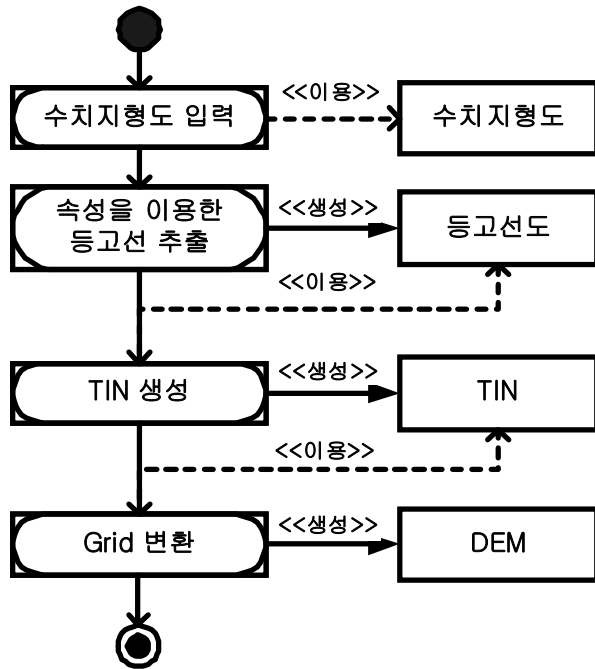 <<이용>>
수치지형도 입력
수치지형도
속성을 이용한
등고선 추출
<<생성>>
등고선도
<<이용>>
TIN 생성
<<생성>>
TIN
<<이용>>
Grid 변환
<<생성>>
DEM